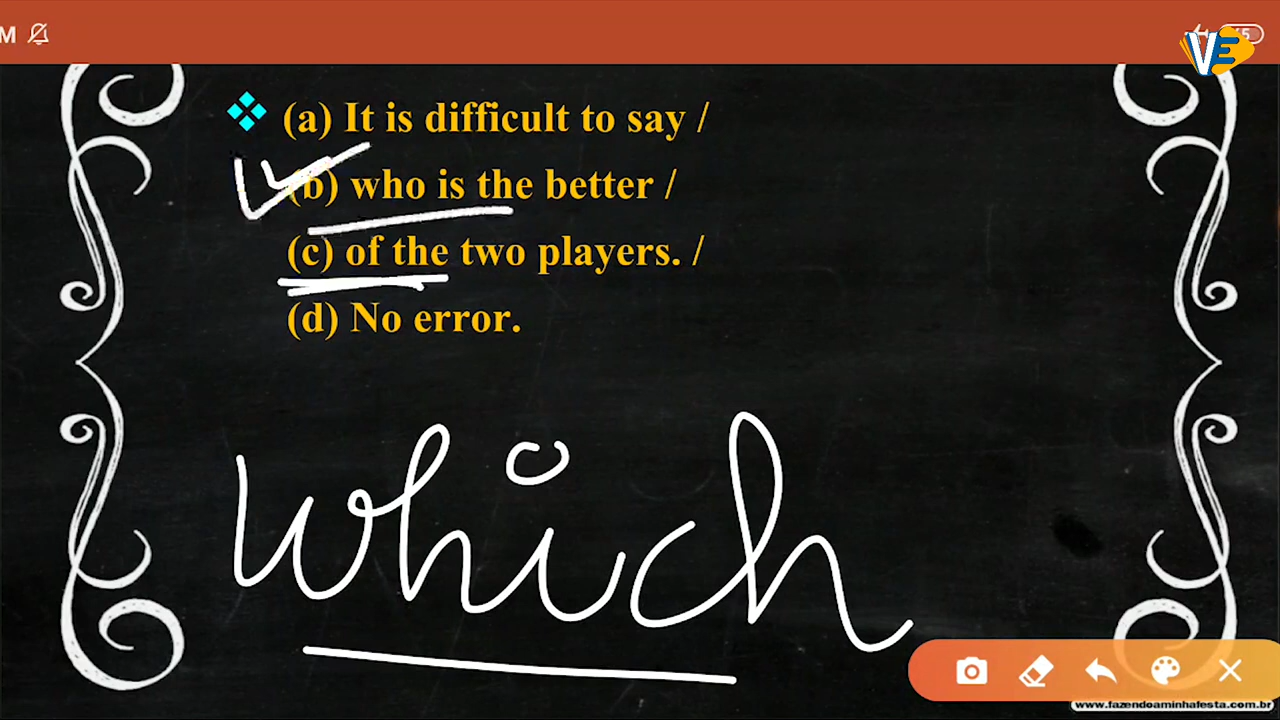 M
VE
(a) It is difficult to say /
(b) who is the better /
(c) of the two players. /
(d) No error.
which
www.fazendoaminhafesta.com.br